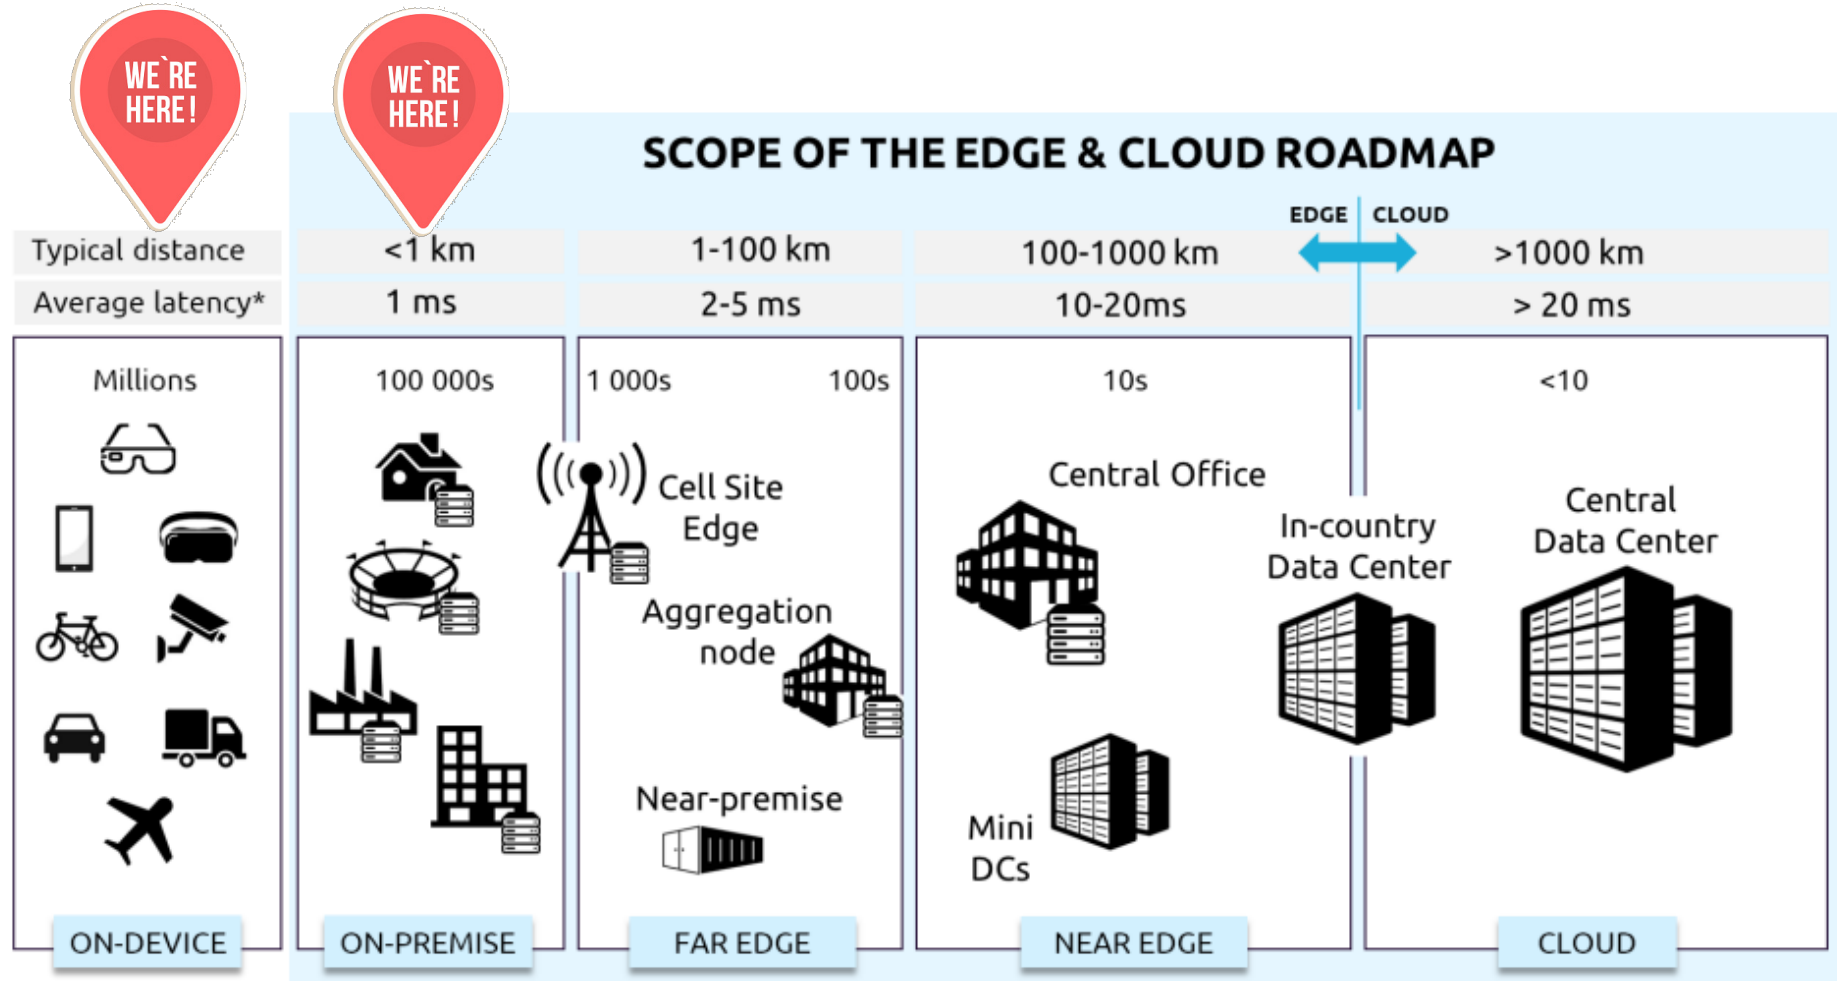 WE`RE
HERE!
WE`RE
HERE!
SCOPE OF THE EDGE & CLOUD ROADMAP
EDGE CLOUD
Typical distance <1 km 1-100 km 100-1000 km >1000 km
Average latency* 1 ms 2-5 ms 10-20ms > 20 ms
Millions 100 000s 1 000s 100s 10s <10
Cell Site
Edge
Aggregation
node
Near-premise
Central Office
Mini
DCs
In-country
Data Center
Central
Data Center
ON-DEVICE ON-PREMISE FAR EDGE NEAR EDGE CLOUD